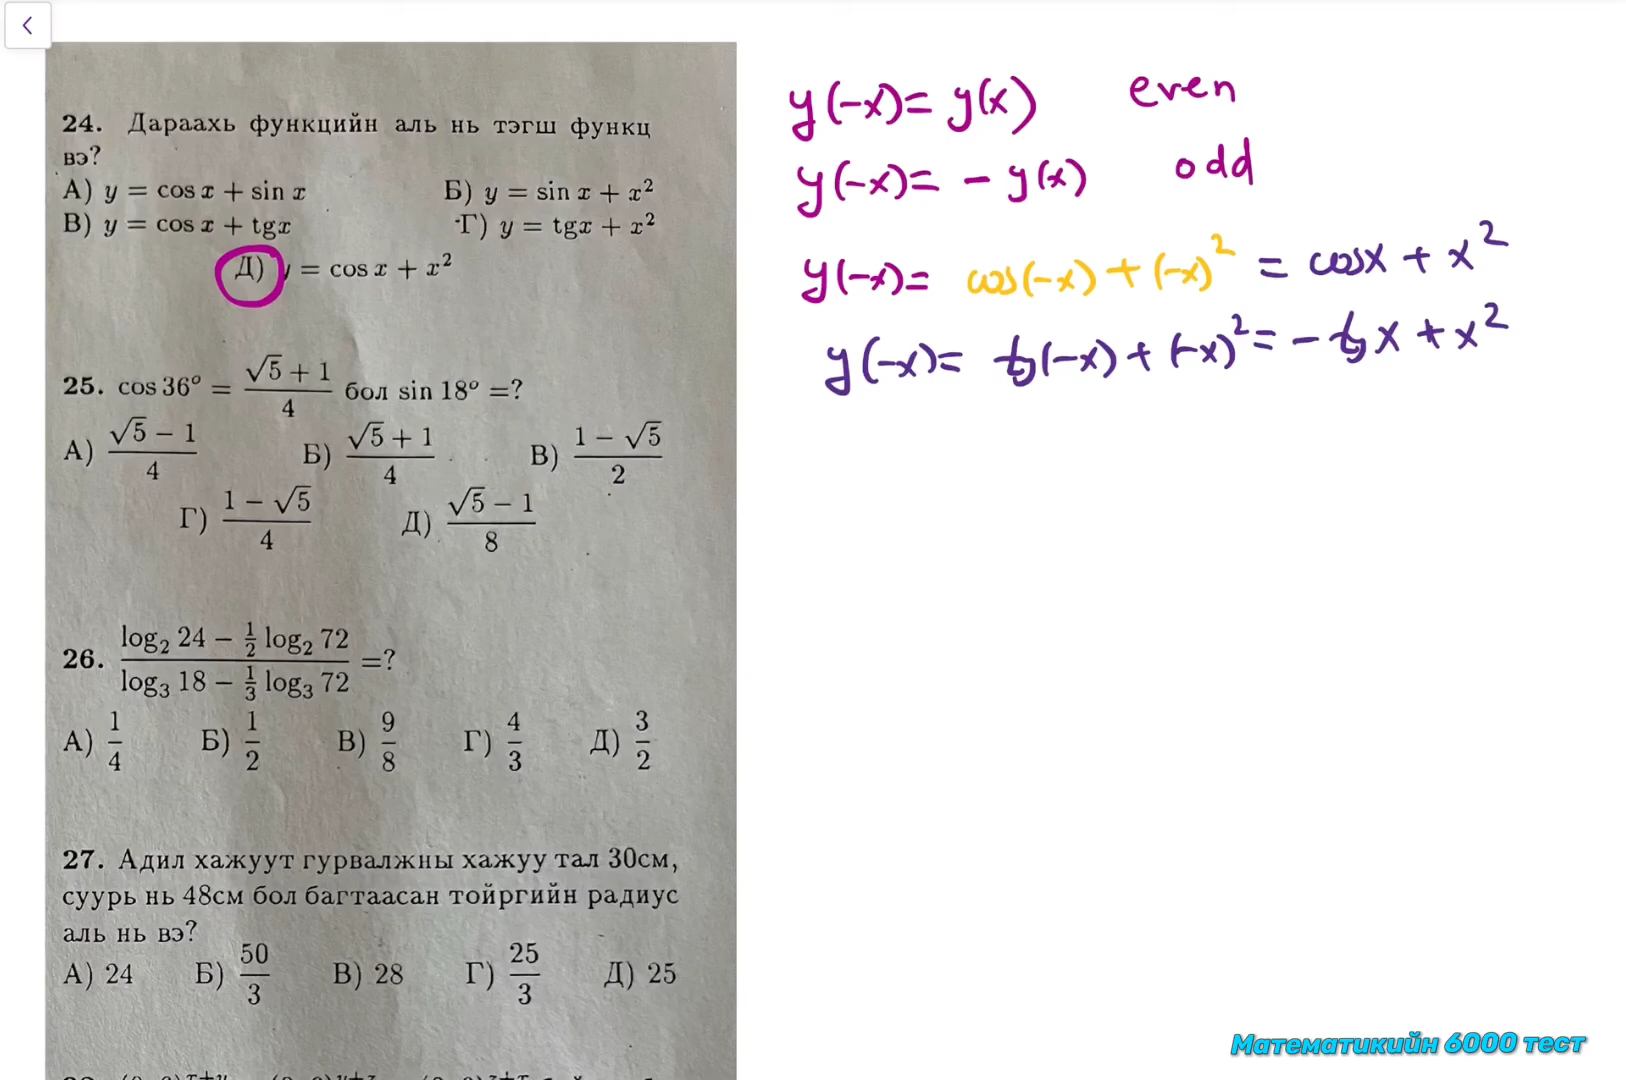 24. Дараахь функцийн аль нь тэгш функц
вэ?
А) y = cos x + sin x Б) y = sin x + x²
В) y = cos x + tgx Г) y = tgx + x²
Д) y = cos x + x²
25. cos 36° = (√5 + 1)/4 бол sin 18° =?
А) (√5 − 1)/4 Б) (√5 + 1)/4 В) (1 − √5)/2
Г) (1 − √5)/4 Д) (√5 − 1)/8
26. (log₂ 24 − ½ log₂ 72)/(log₃ 18 − ⅓ log₃ 72) =?
А) 1/4 Б) 1/2 В) 9/8 Г) 4/3 Д) 3/2
27. Адил хажуут гурвалжны хажуу тал 30см,
суурь нь 48см бол багтаасан тойргийн радиус
аль нь вэ?
А) 24 Б) 50/3 В) 28 Г) 25/3 Д) 25
y(-x)= y(x) even
y(-x)= - y(x) odd
y(-x)= cos(-x) + (-x)² = cosx + x²
y(-x)= tg(-x) + (-x)² = - tgx + x²
Математикийн 6000 тест